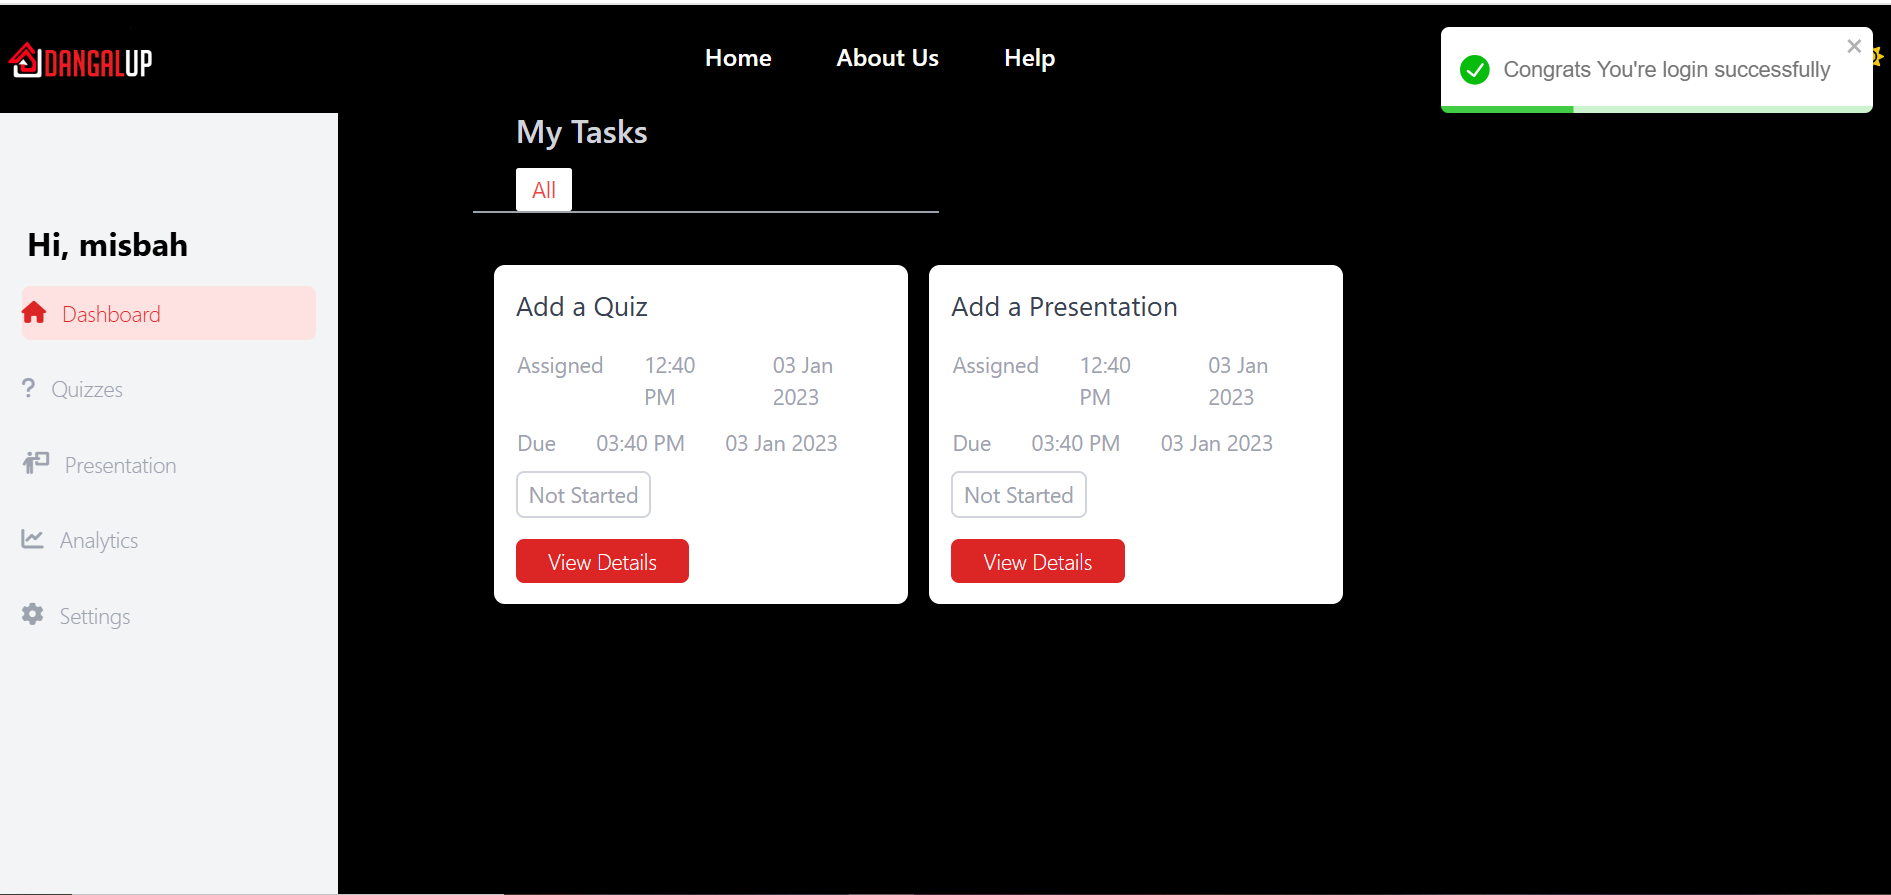 DANGALUP
Home About Us Help
Congrats You're login successfully
My Tasks
All
Hi, misbah
Dashboard
Quizzes
Presentation
Analytics
Settings
Add a Quiz
Assigned 12:40 PM 03 Jan 2023
Due 03:40 PM 03 Jan 2023
Not Started
View Details
Add a Presentation
Assigned 12:40 PM 03 Jan 2023
Due 03:40 PM 03 Jan 2023
Not Started
View Details